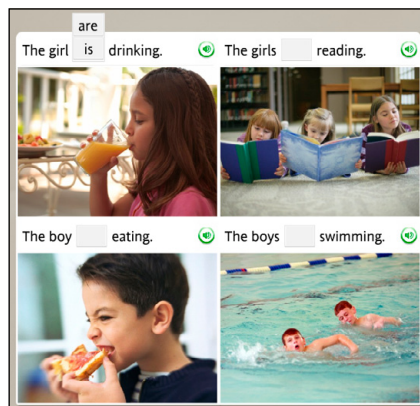 are
The girl is drinking.
The girls reading.
The boy eating.
The boys swimming.